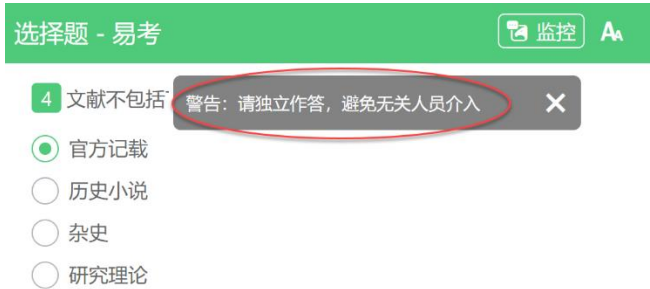 选择题 - 易考
监控 AA
4 文献不包括
警告：请独立作答，避免无关人员介入
官方记载
历史小说
杂史
研究理论